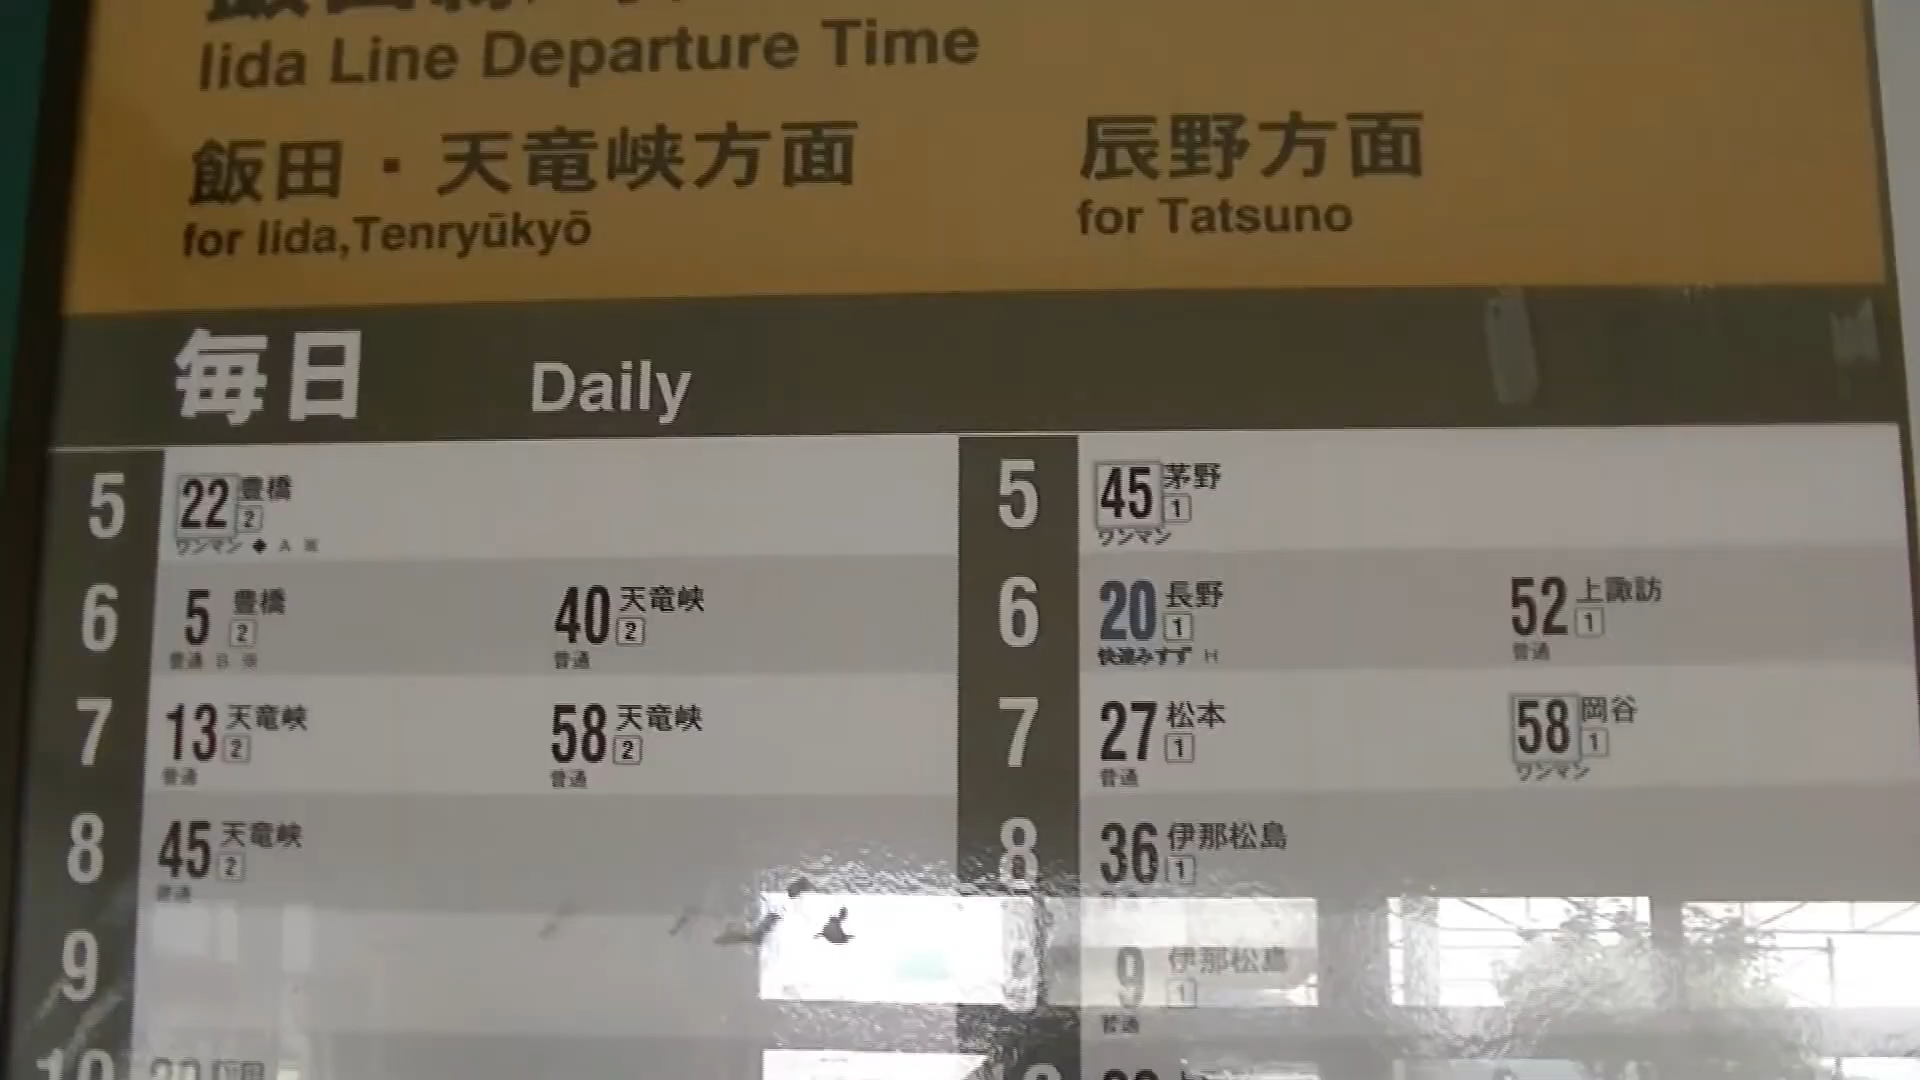 Iida Line Departure Time
飯田・天竜峡方面
for Iida,Tenryūkyō
辰野方面
for Tatsuno
毎日 Daily
5 22 豊橋 2
ワンマン ◆ A ※
5 45 茅野 1
ワンマン
6 5 豊橋 2 40 天竜峡 2
普通 B ※ 普通
6 20 長野 1 52 上諏訪 1
快速みすず H 普通
7 13 天竜峡 2 58 天竜峡 2
普通 普通
7 27 松本 1 58 岡谷 1
普通 ワンマン
8 45 天竜峡 2
普通
8 36 伊那松島 1
9
9 伊那松島 1
普通
10